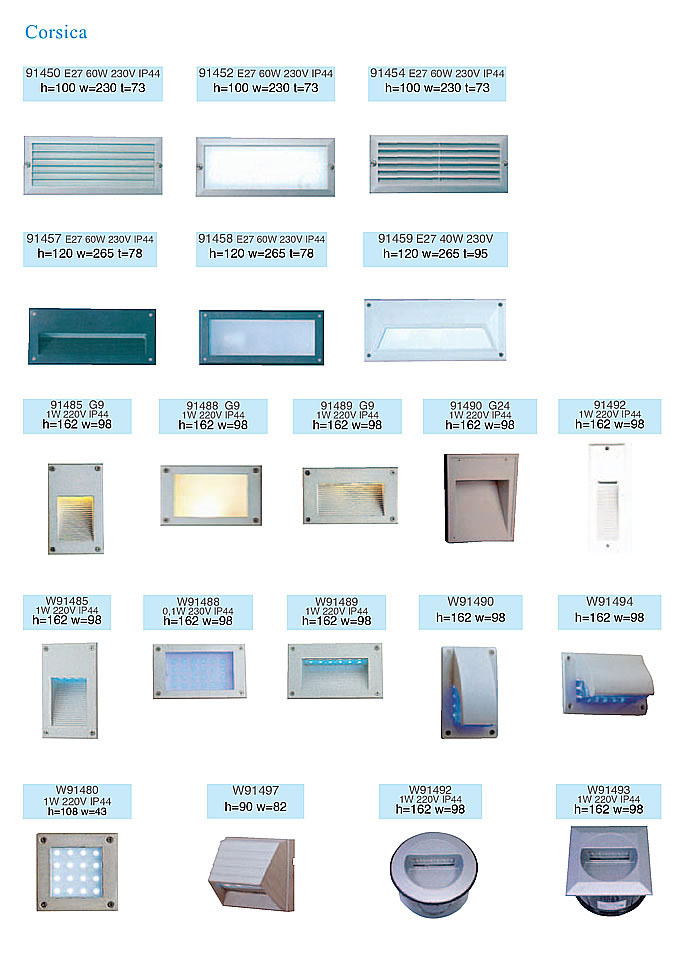 Corsica
91450 E27 60W 230V IP44
h=100 w=230 t=73
91452 E27 60W 230V IP44
h=100 w=230 t=73
91454 E27 60W 230V IP44
h=100 w=230 t=73
91457 E27 60W 230V IP44
h=120 w=265 t=78
91458 E27 60W 230V IP44
h=120 w=265 t=78
91459 E27 40W 230V
h=120 w=265 t=95
91485 G9
1W 220V IP44
h=162 w=98
91488 G9
1W 220V IP44
h=162 w=98
91489 G9
1W 220V IP44
h=162 w=98
91490 G24
1W 220V IP44
h=162 w=98
91492
1W 220V IP44
h=162 w=98
W91485
1W 220V IP44
h=162 w=98
W91488
0,1W 230V IP44
h=162 w=98
W91489
1W 220V IP44
h=162 w=98
W91490
h=162 w=98
W91494
h=162 w=98
W91480
1W 220V IP44
h=108 w=43
W91497
h=90 w=82
W91492
1W 220V IP44
h=162 w=98
W91493
1W 220V IP44
h=162 w=98